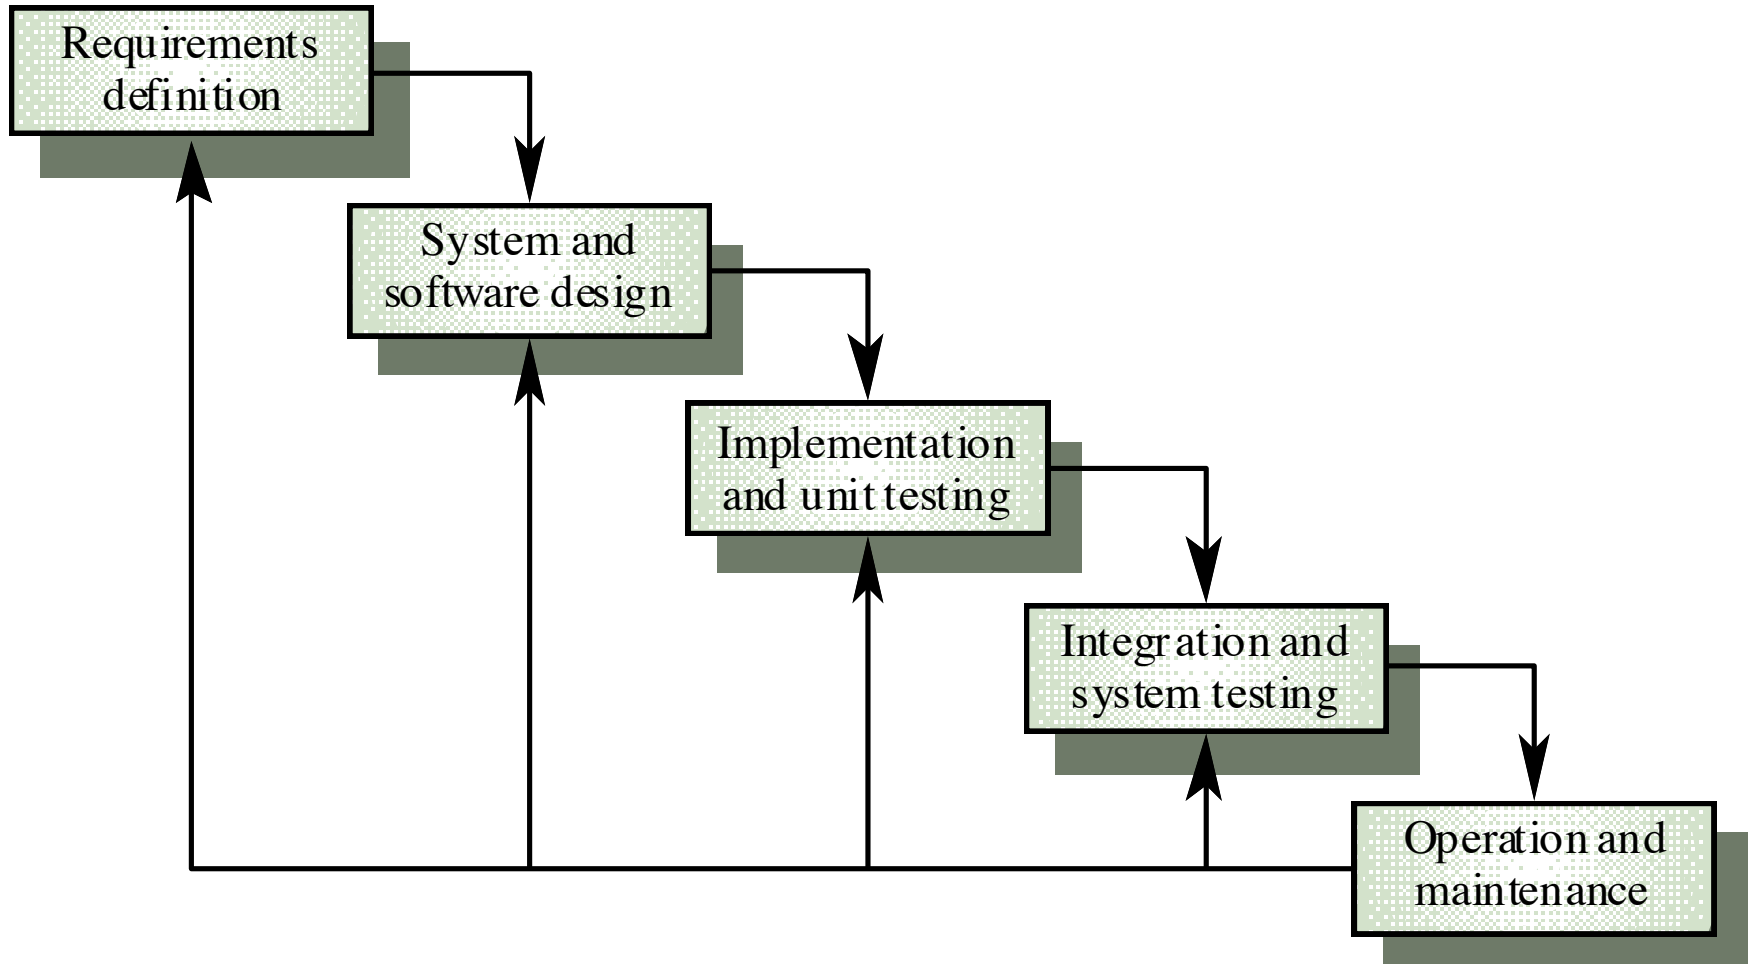 Requirements
definition
System and
software design
Implementation
and unit testing
Integration and
system testing
Operation and
maintenance